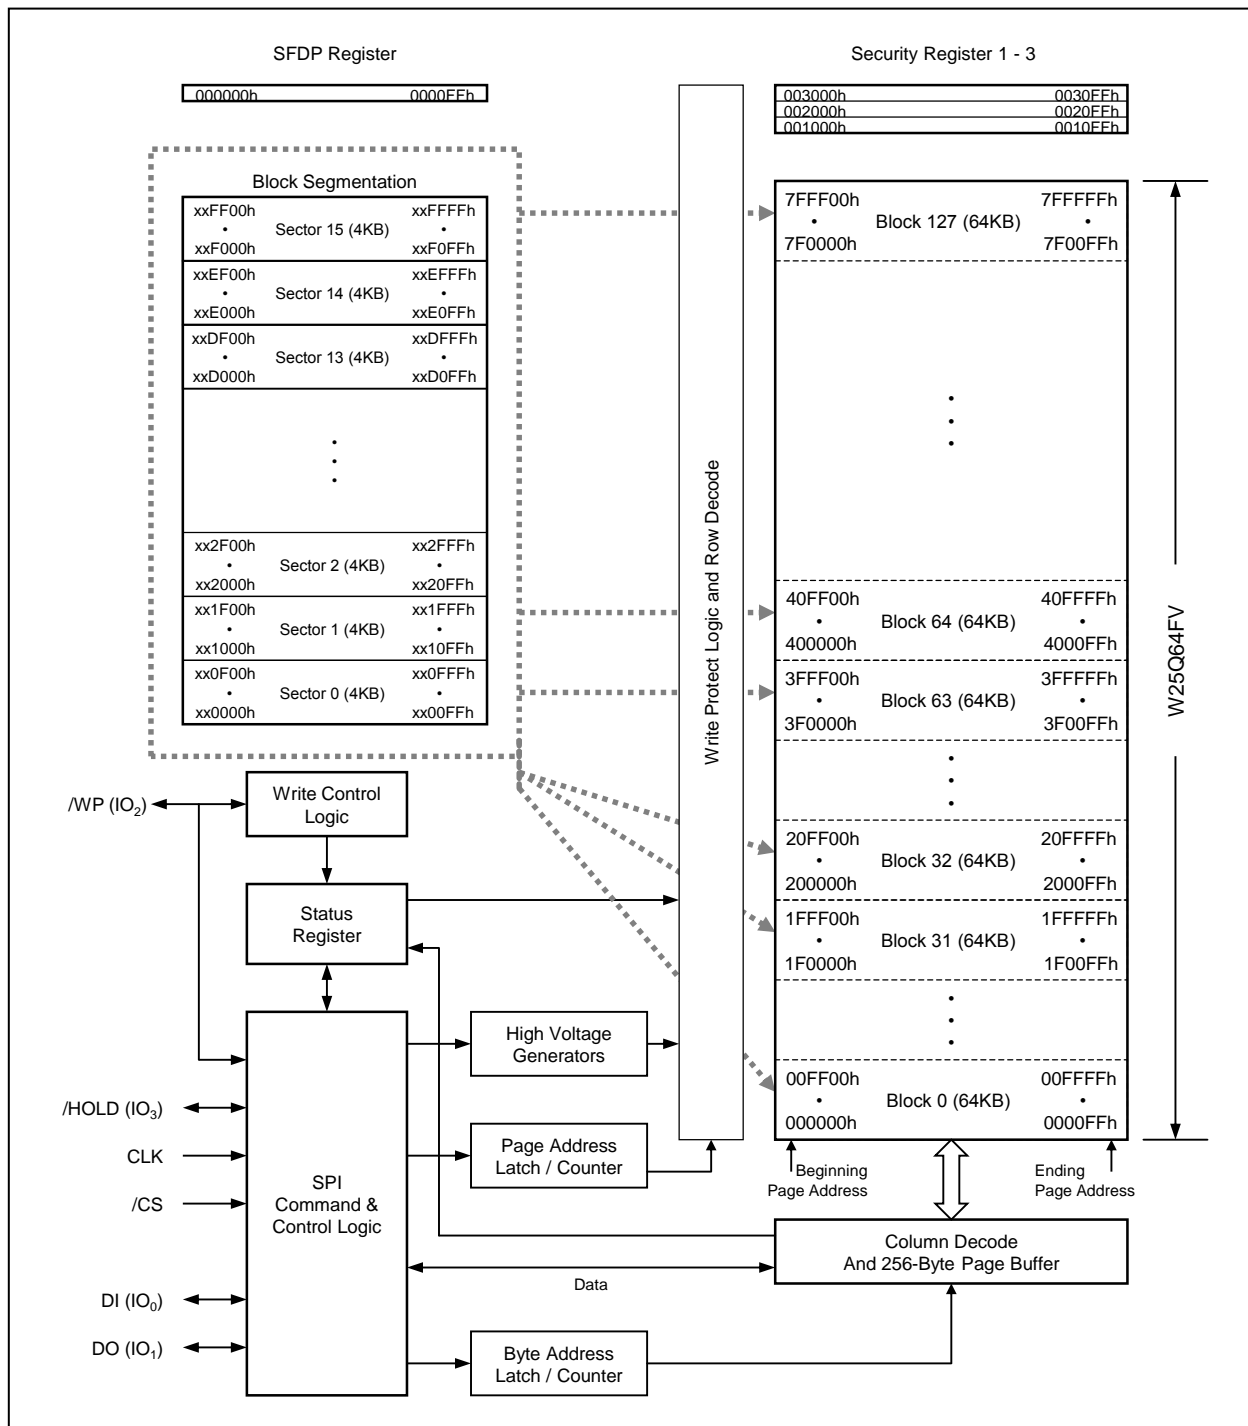 SFDP Register
000000h 0000FFh
Security Register 1 - 3
003000h 0030FFh
002000h 0020FFh
001000h 0010FFh
Block Segmentation
xxFF00h xxFFFFh
• Sector 15 (4KB) •
xxF000h xxF0FFh
xxEF00h xxEFFFh
• Sector 14 (4KB) •
xxE000h xxE0FFh
xxDF00h xxDFFFh
• Sector 13 (4KB) •
xxD000h xxD0FFh
xx2F00h xx2FFFh
• Sector 2 (4KB) •
xx2000h xx20FFh
xx1F00h xx1FFFh
• Sector 1 (4KB) •
xx1000h xx10FFh
xx0F00h xx0FFFh
• Sector 0 (4KB) •
xx0000h xx00FFh
Write Protect Logic and Row Decode
7FFF00h 7FFFFFh
• Block 127 (64KB) •
7F0000h 7F00FFh
40FF00h 40FFFFh
• Block 64 (64KB) •
400000h 4000FFh
3FFF00h 3FFFFFh
• Block 63 (64KB) •
3F0000h 3F00FFh
20FF00h 20FFFFh
• Block 32 (64KB) •
200000h 2000FFh
1FFF00h 1FFFFFh
• Block 31 (64KB) •
1F0000h 1F00FFh
00FF00h 00FFFFh
• Block 0 (64KB) •
000000h 0000FFh
W25Q64FV
Beginning
Page Address
Ending
Page Address
/WP (IO₂)
Write Control
Logic
Status
Register
High Voltage
Generators
/HOLD (IO₃)
CLK
/CS
DI (IO₀)
DO (IO₁)
SPI
Command &
Control Logic
Page Address
Latch / Counter
Column Decode
And 256-Byte Page Buffer
Data
Byte Address
Latch / Counter